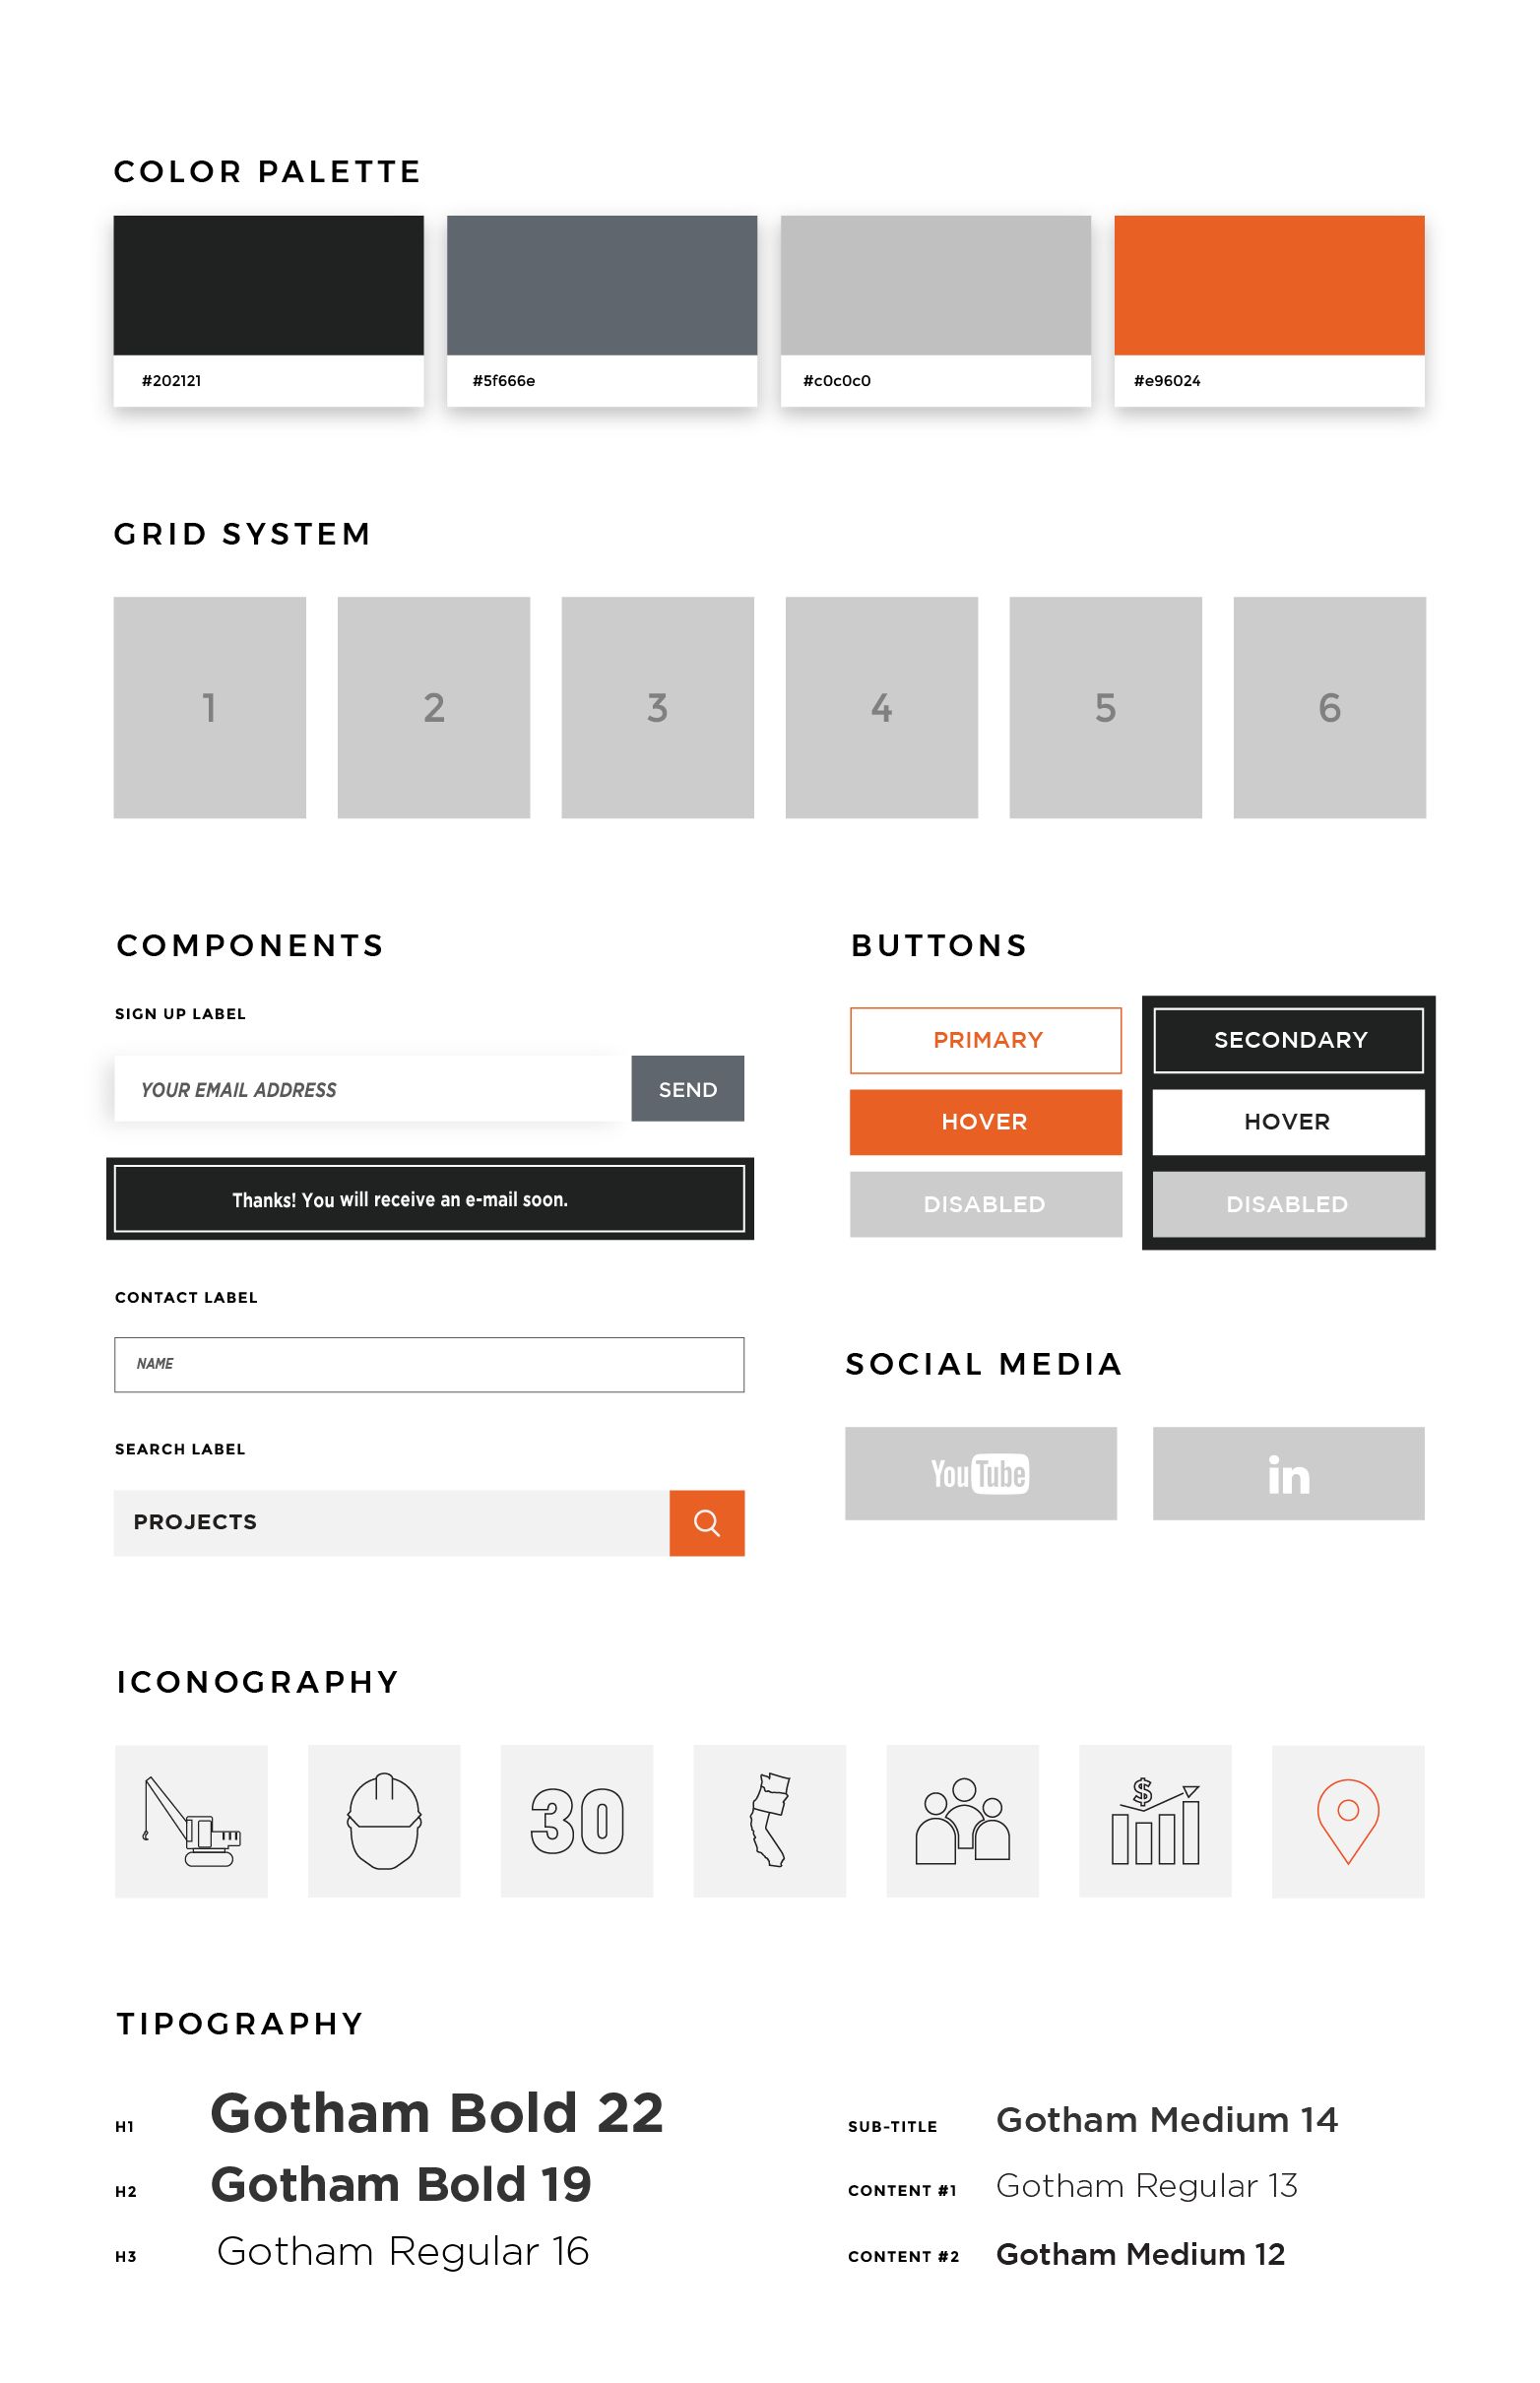 COLOR PALETTE
#202121
#5f666e
#c0c0c0
#e96024
GRID SYSTEM
1
2
3
4
5
6
COMPONENTS
SIGN UP LABEL
YOUR EMAIL ADDRESS
SEND
Thanks! You will receive an e-mail soon.
CONTACT LABEL
NAME
SEARCH LABEL
PROJECTS
BUTTONS
PRIMARY
SECONDARY
HOVER
HOVER
DISABLED
DISABLED
SOCIAL MEDIA
YouTube
in
ICONOGRAPHY
30
$
TIPOGRAPHY
H1
Gotham Bold 22
H2
Gotham Bold 19
H3
Gotham Regular 16
SUB-TITLE
Gotham Medium 14
CONTENT #1
Gotham Regular 13
CONTENT #2
Gotham Medium 12